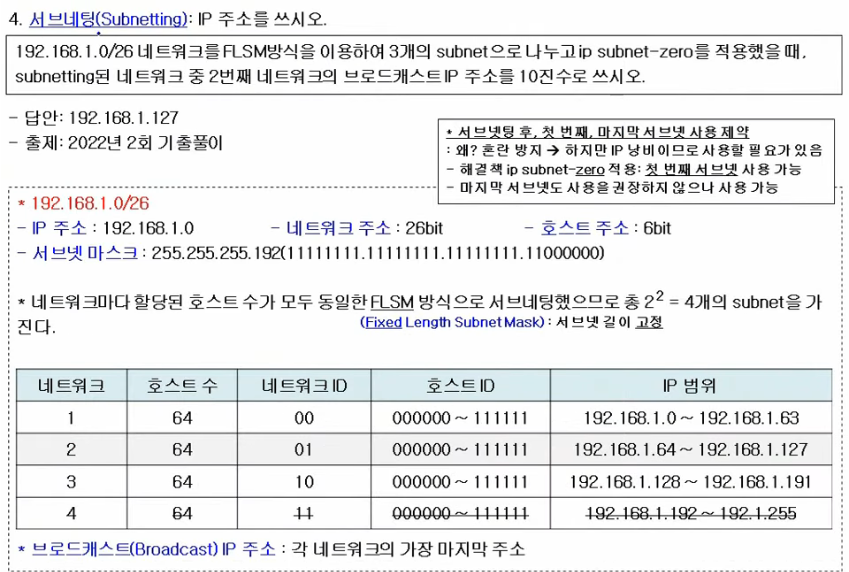 4. 서브네팅(Subnetting): IP 주소를 쓰시오.
192.168.1.0/26 네트워크를 FLSM방식을 이용하여 3개의 subnet으로 나누고 ip subnet-zero를 적용했을 때,
subnetting된 네트워크 중 2번째 네트워크의 브로드캐스트 IP 주소를 10진수로 쓰시오.
- 답안: 192.168.1.127
- 출제: 2022년 2회 기출풀이
* 서브넷팅 후, 첫 번째, 마지막 서브넷 사용 제약
: 왜? 혼란 방지 → 하지만 IP 낭비이므로 사용할 필요가 있음
- 해결책 ip subnet-zero 적용: 첫 번째 서브넷 사용 가능
- 마지막 서브넷도 사용을 권장하지 않으나 사용 가능
* 192.168.1.0/26
- IP 주소 : 192.168.1.0 - 네트워크 주소 : 26bit - 호스트 주소 : 6bit
- 서브넷 마스크 : 255.255.255.192(11111111.11111111.11111111.11000000)
* 네트워크마다 할당된 호스트 수가 모두 동일한 FLSM 방식으로 서브네팅했으므로 총 2² = 4개의 subnet을 가
진다.
(Fixed Length Subnet Mask) : 서브넷 길이 고정
네트워크 호스트 수 네트워크 ID 호스트 ID IP 범위
1 64 00 000000 ~ 111111 192.168.1.0 ~ 192.168.1.63
2 64 01 000000 ~ 111111 192.168.1.64 ~ 192.168.1.127
3 64 10 000000 ~ 111111 192.168.1.128 ~ 192.168.1.191
4 64 11 000000 ~ 111111 192.168.1.192 ~ 192.1.255
* 브로드캐스트(Broadcast) IP 주소 : 각 네트워크의 가장 마지막 주소